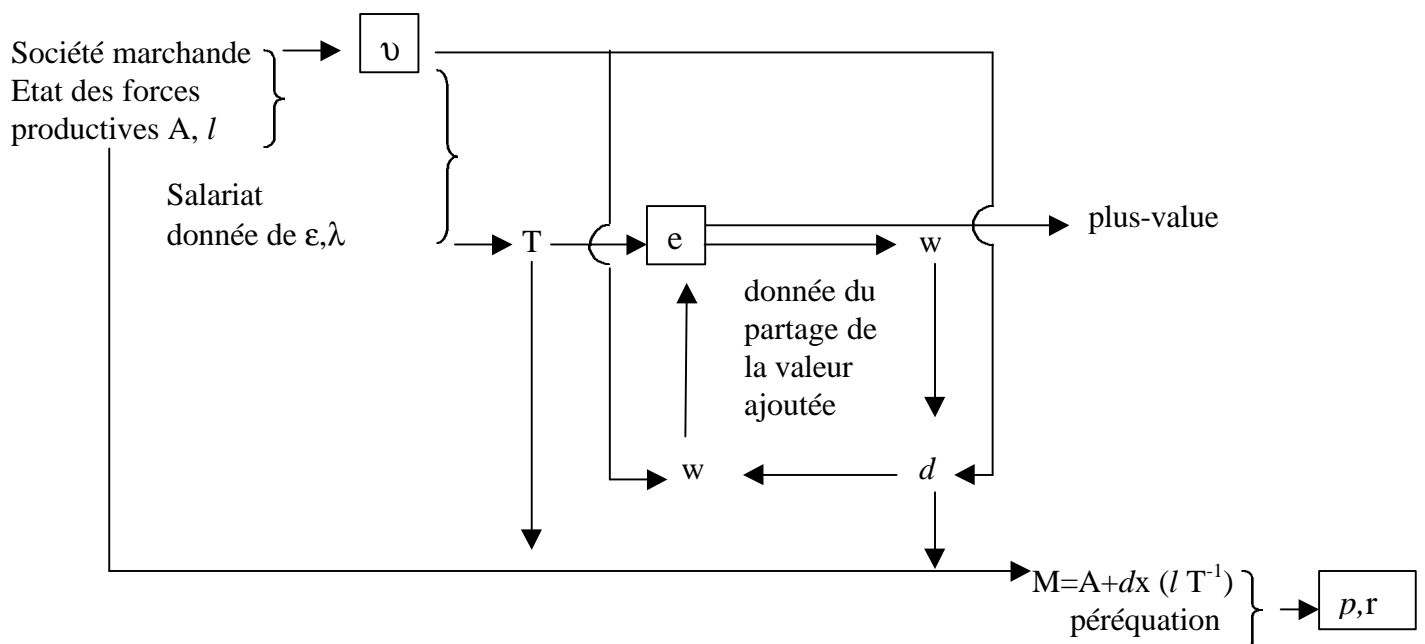 Société marchande
Etat des forces
productives A, l
υ
Salariat
donnée de ε,λ
T
e
w
plus-value
donnée du
partage de
la valeur
ajoutée
w
d
M=A+dx (l T⁻¹)
péréquation
p,r